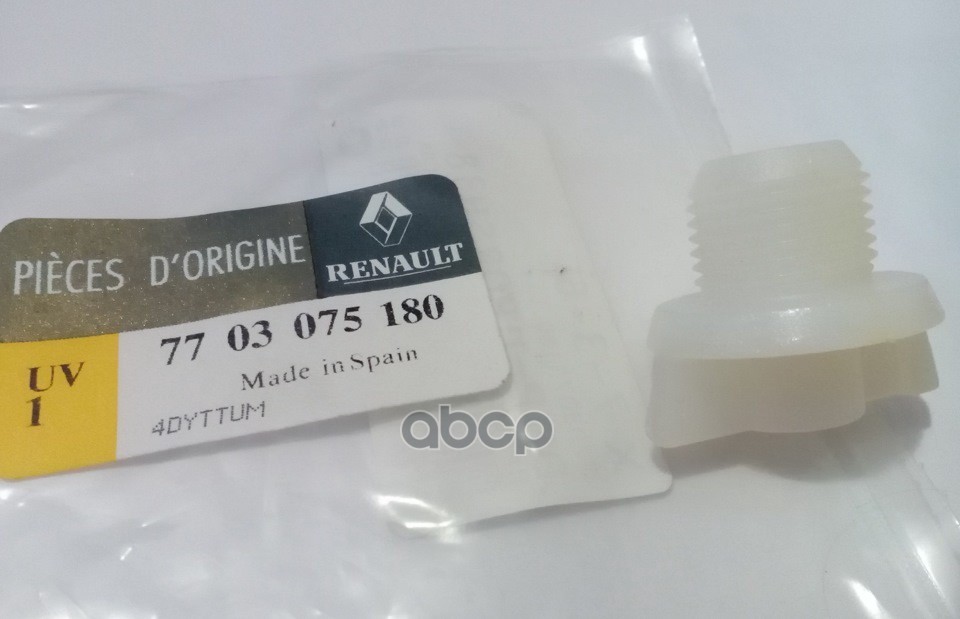 PIÈCES D'ORIGINE
RENAULT
UV
1
77 03 075 180
Made in Spain
4DYTTUM
abcp